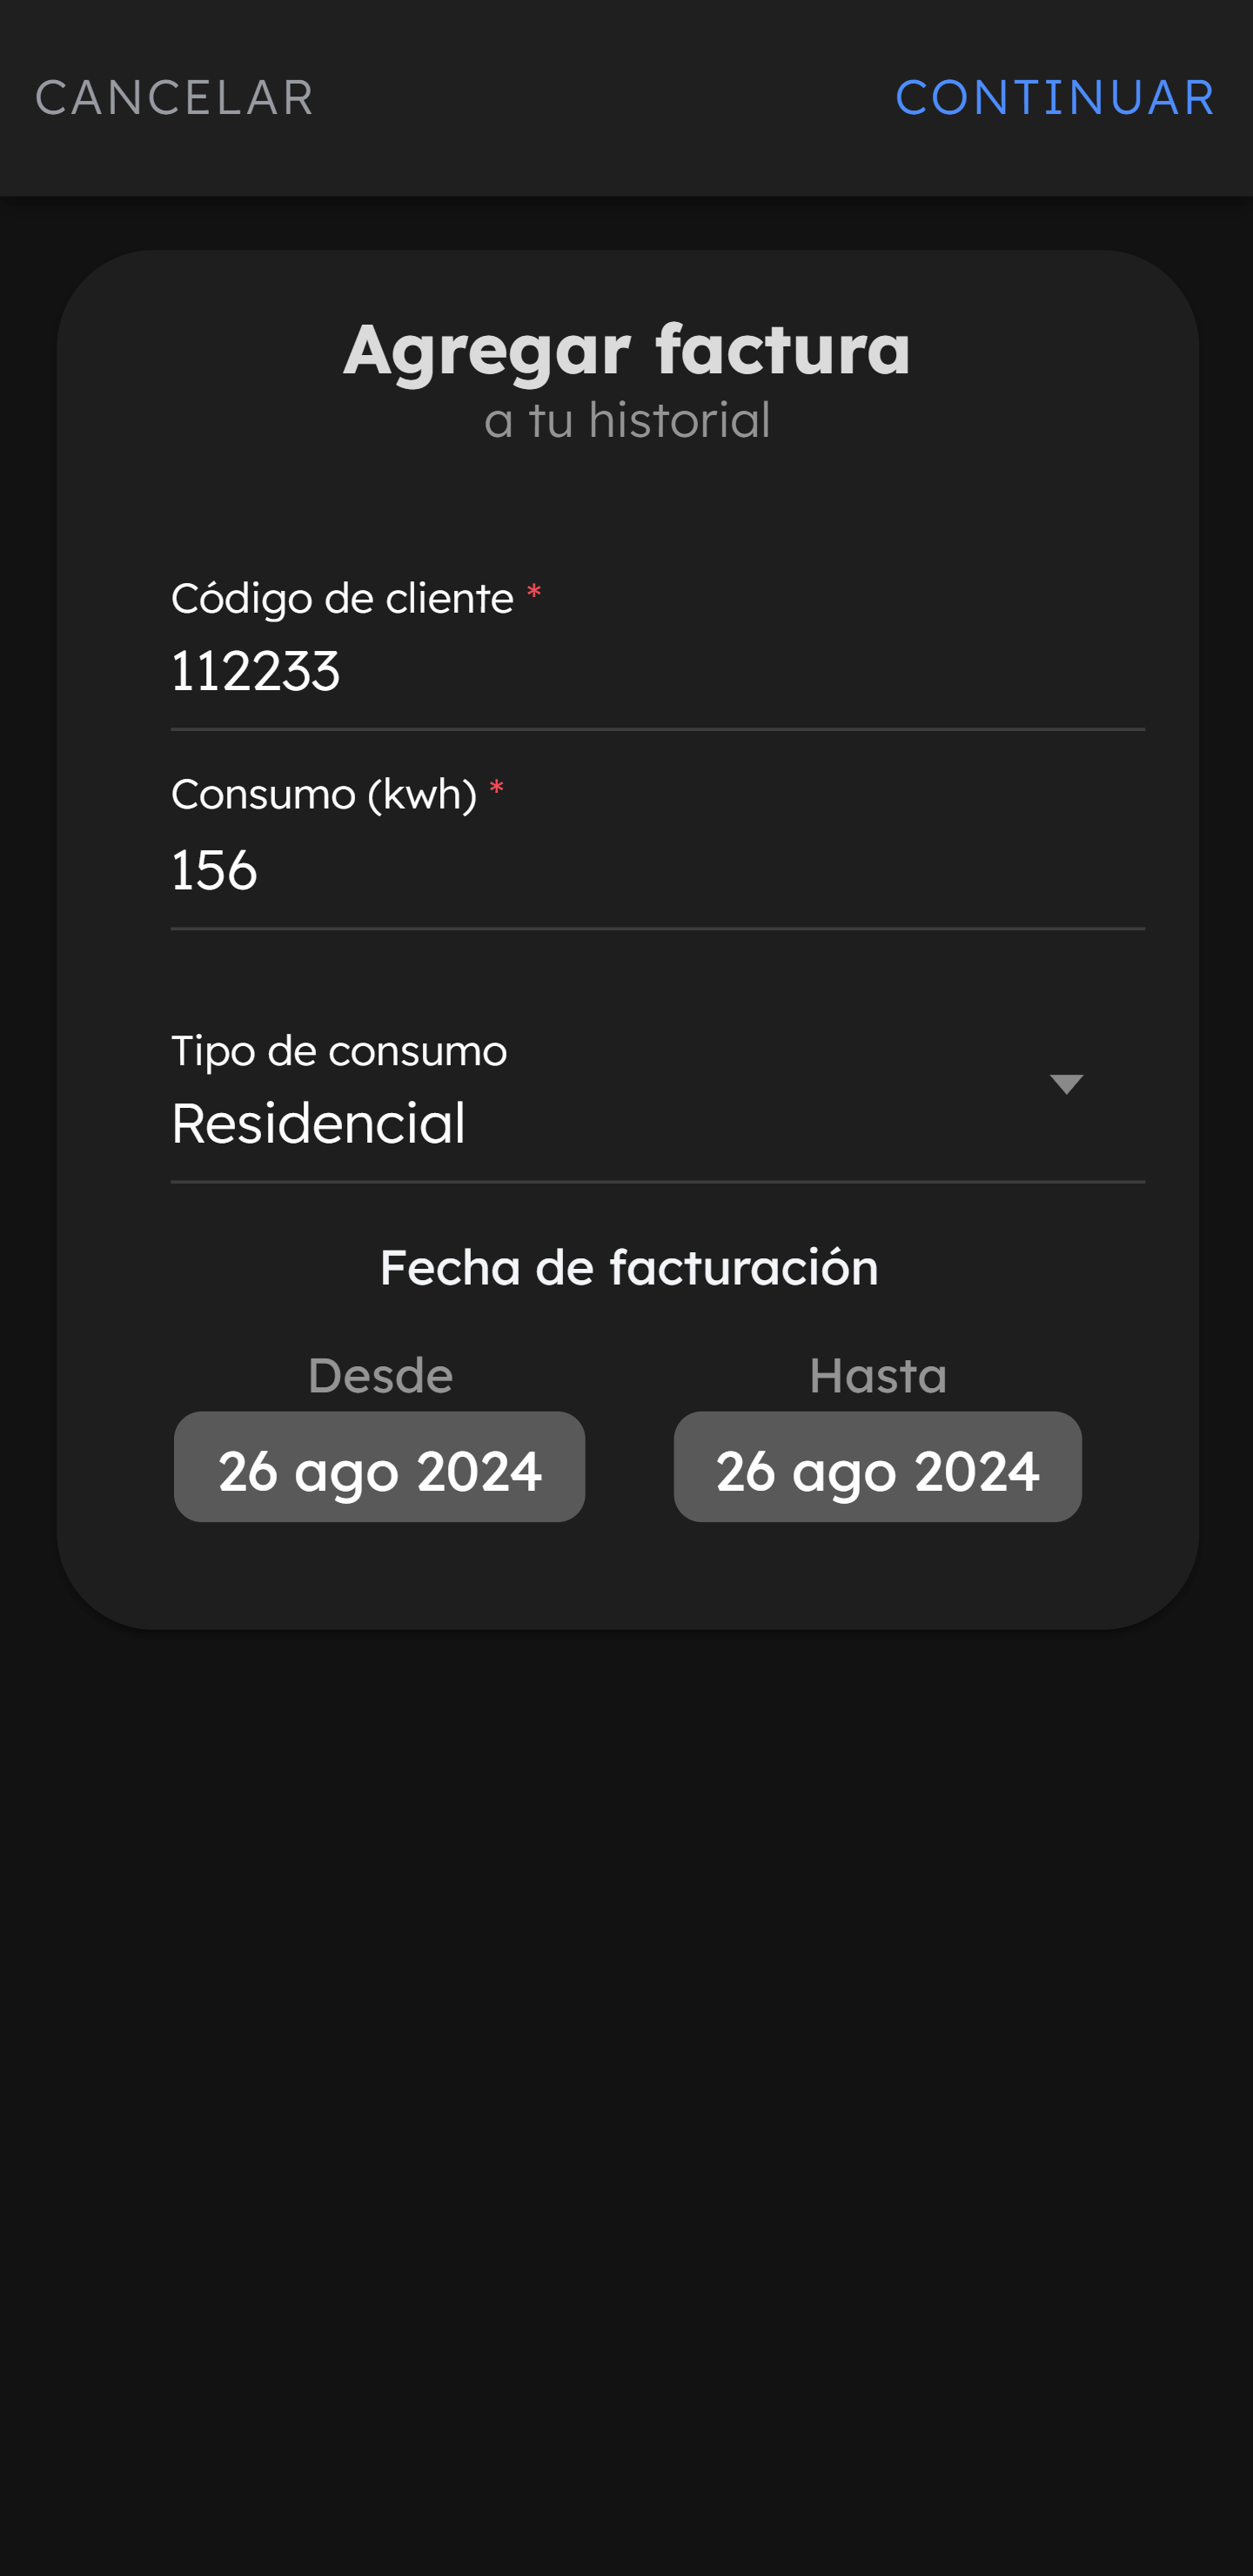 CANCELAR CONTINUAR
Agregar factura
a tu historial
Código de cliente *
112233
Consumo (kwh) *
156
Tipo de consumo
Residencial
Fecha de facturación
Desde Hasta
26 ago 2024 26 ago 2024